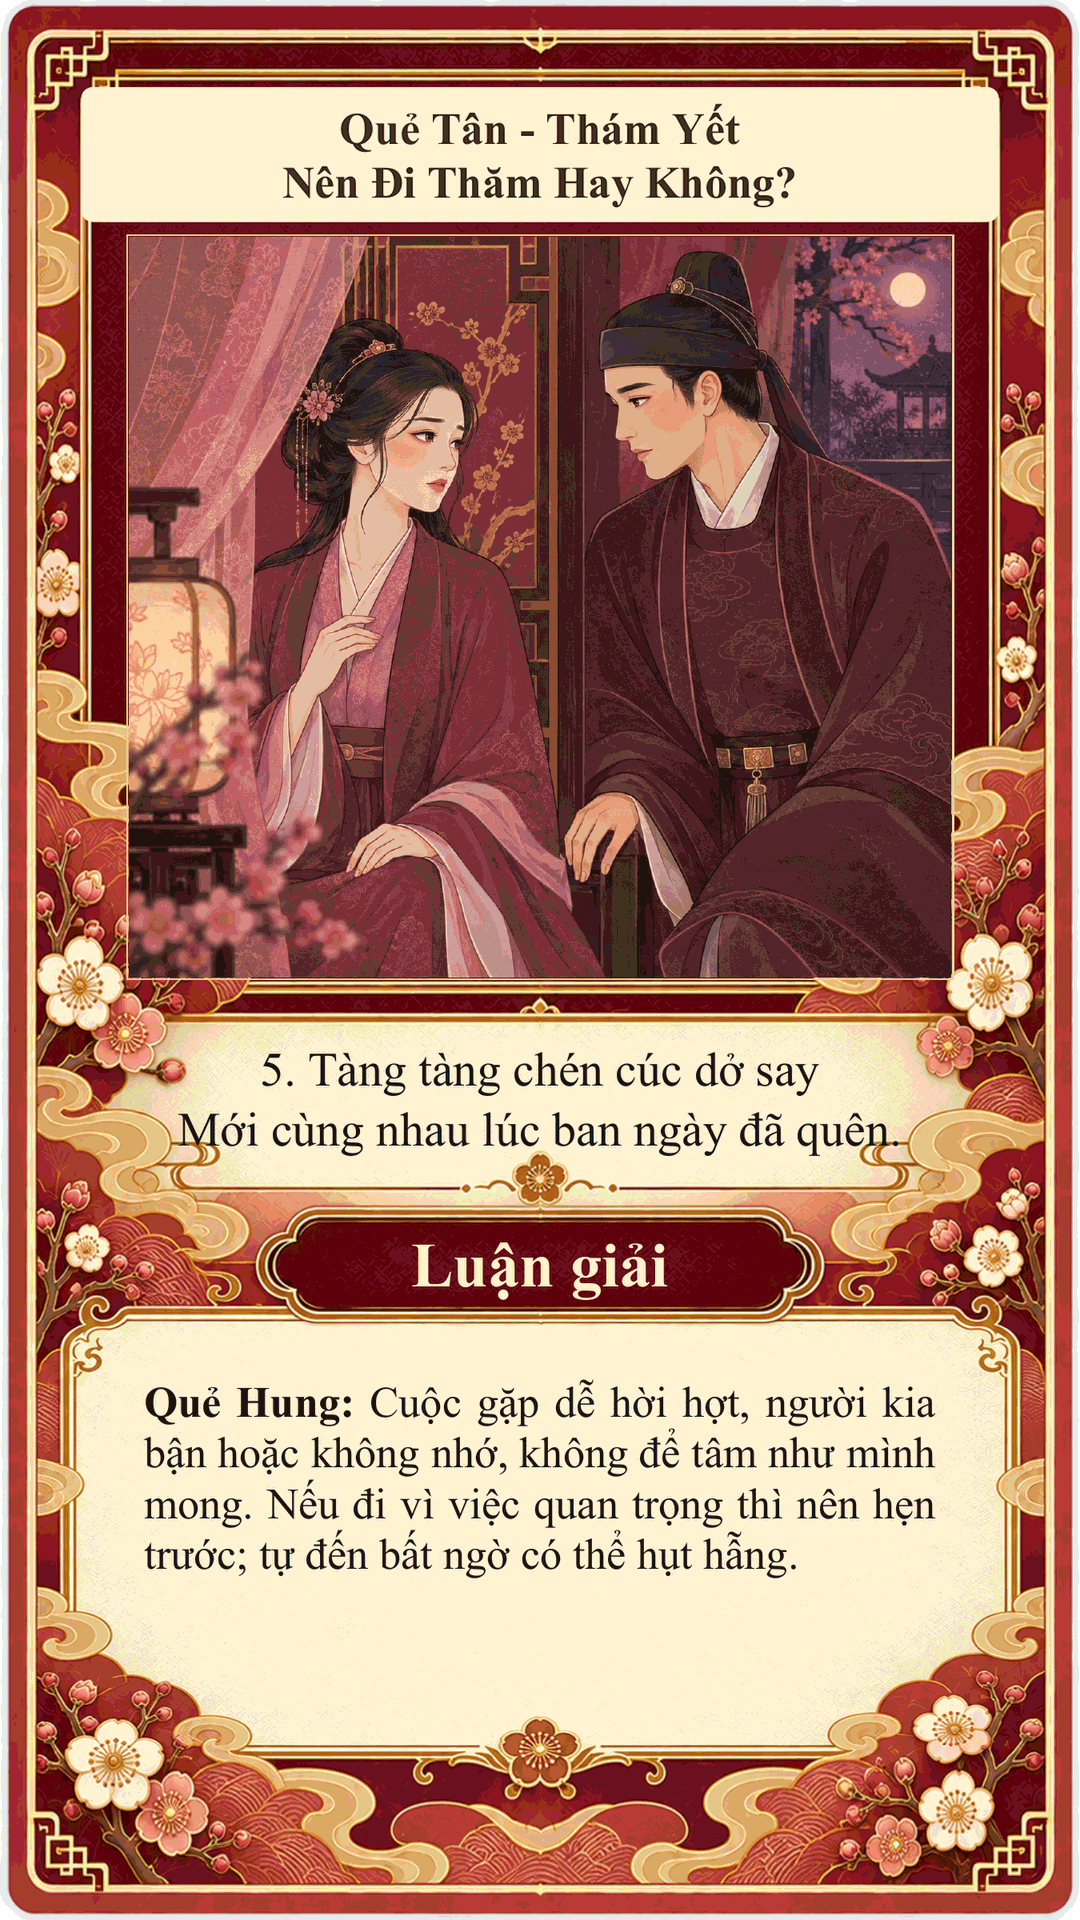 Quẻ Tân - Thám Yết
Nên Đi Thăm Hay Không?
5. Tàng tàng chén cúc dở say
Mới cùng nhau lúc ban ngày đã quên.
Luận giải
Quẻ Hung: Cuộc gặp dễ hời hợt, người kia
bận hoặc không nhớ, không để tâm như mình
mong. Nếu đi vì việc quan trọng thì nên hẹn
trước; tự đến bất ngờ có thể hụt hẫng.